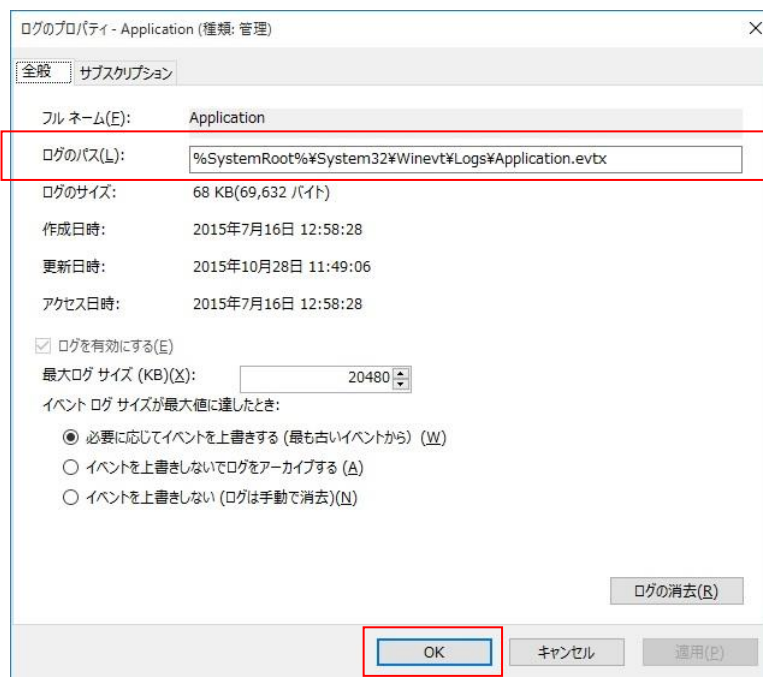 ログのプロパティ - Application (種類: 管理)
全般 サブスクリプション
フル ネーム(F): Application
ログのパス(L): %SystemRoot%¥System32¥Winevt¥Logs¥Application.evtx
ログのサイズ: 68 KB(69,632 バイト)
作成日時: 2015年7月16日 12:58:28
更新日時: 2015年10月28日 11:49:06
アクセス日時: 2015年7月16日 12:58:28
ログを有効にする(E)
最大ログ サイズ (KB)(X): 20480
イベント ログ サイズが最大値に達したとき:
必要に応じてイベントを上書きする (最も古いイベントから) (W)
イベントを上書きしないでログをアーカイブする (A)
イベントを上書きしない (ログは手動で消去)(N)
ログの消去(R)
OK キャンセル 適用(P)